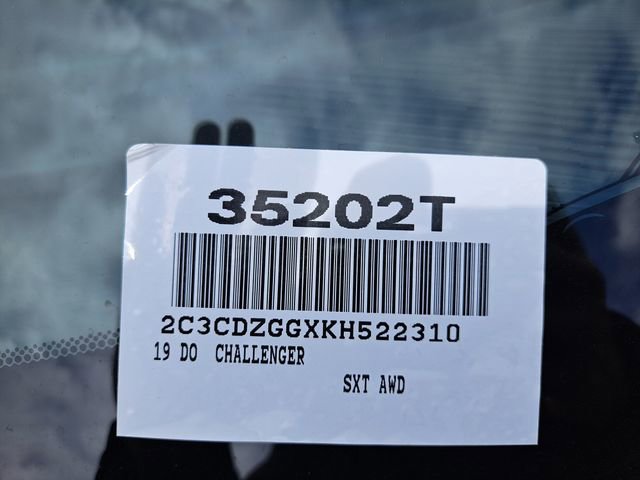 35202T
2C3CDZGGXKH522310
19 DO CHALLENGER
SXT AWD